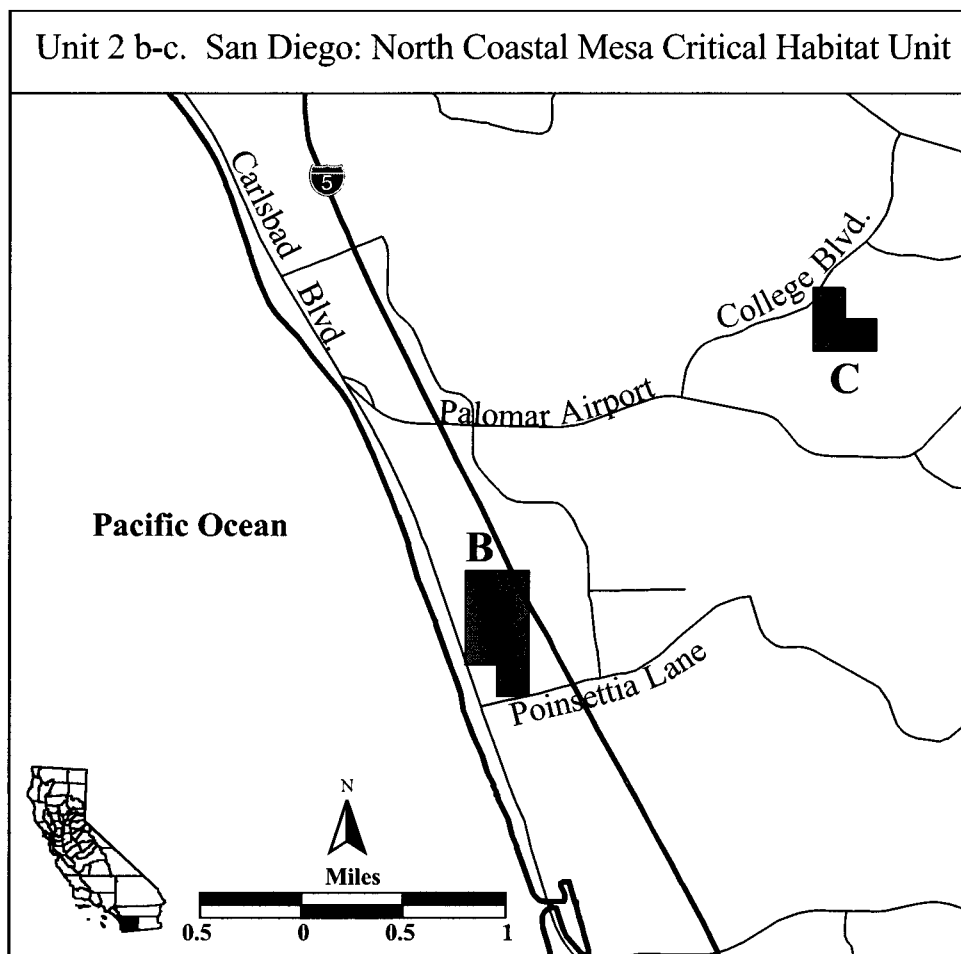 Unit 2 b-c. San Diego: North Coastal Mesa Critical Habitat Unit
Carlsbad
Blvd.
5
College Blvd.
C
Palomar Airport
Pacific Ocean
B
Poinsettia Lane
N
Miles
0.5 0 0.5 1